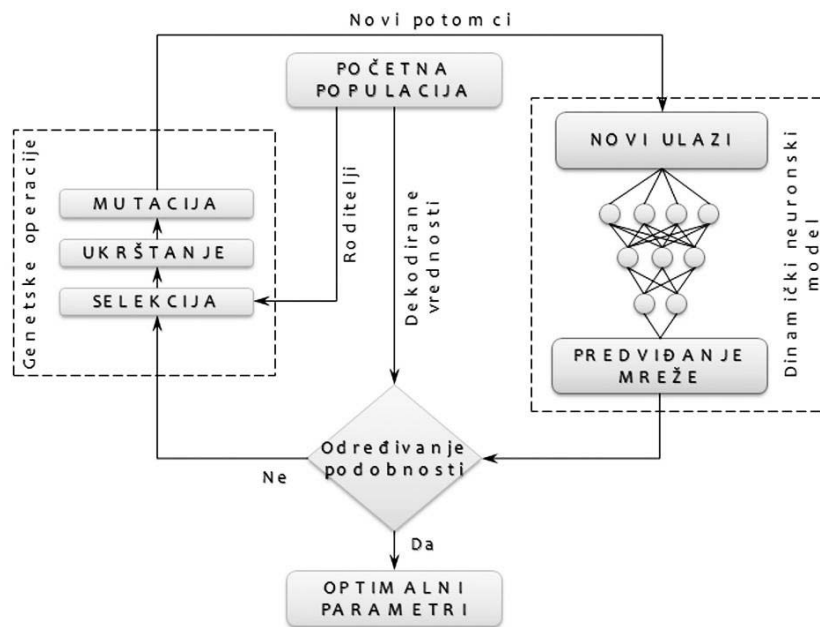 Novi potomci
POČETNA
POPULACIJA
Genetske operacije
MUTACIJA
UKRŠTANJE
SELEKCIJA
Roditelji
Dekodirane
vrednosti
NOVI ULAZI
PREDVIĐANJE
MREŽE
Dinamički neuronski
model
Određivanje
podobnosti
Ne
Da
OPTIMALNI
PARAMETRI